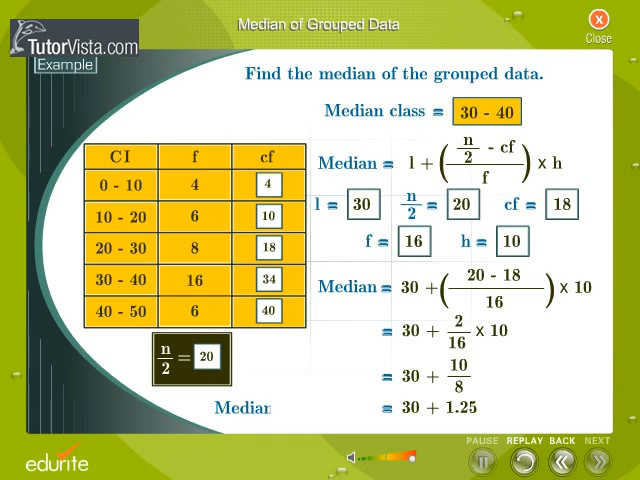 Median of Grouped Data
Close
TutorVista.com
Example
Find the median of the grouped data.
Median class = 30 - 40
CI f cf
0 - 10 4 4
10 - 20 6 10
20 - 30 8 18
30 - 40 16 34
40 - 50 6 40
n/2 = 20
Median = l + ( (n/2 - cf) / f ) x h
l = 30 n/2 = 20 cf = 18
f = 16 h = 10
Median = 30 + ( (20 - 18) / 16 ) x 10
= 30 + 2/16 x 10
= 30 + 10/8
Median = 30 + 1.25
PAUSE REPLAY BACK NEXT
edurite